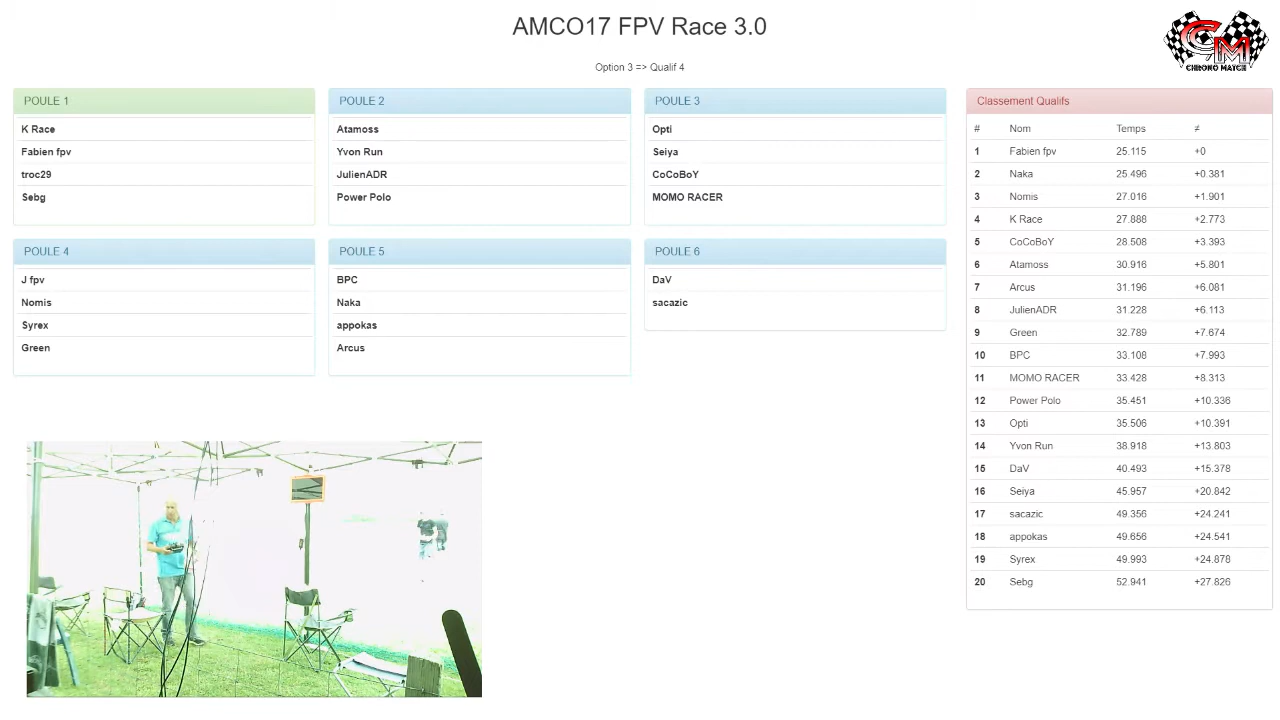 AMCO17 FPV Race 3.0
CM
CHRONO MATCH
Option 3 => Qualif 4
POULE 1
K Race
Fabien fpv
troc29
Sebg
POULE 2
Atamoss
Yvon Run
JulienADR
Power Polo
POULE 3
Opti
Seiya
CoCoBoY
MOMO RACER
POULE 4
J fpv
Nomis
Syrex
Green
POULE 5
BPC
Naka
appokas
Arcus
POULE 6
DaV
sacazic
Classement Qualifs
# Nom Temps ≠
1 Fabien fpv 25.115 +0
2 Naka 25.496 +0.381
3 Nomis 27.016 +1.901
4 K Race 27.888 +2.773
5 CoCoBoY 28.508 +3.393
6 Atamoss 30.916 +5.801
7 Arcus 31.196 +6.081
8 JulienADR 31.228 +6.113
9 Green 32.789 +7.674
10 BPC 33.108 +7.993
11 MOMO RACER 33.428 +8.313
12 Power Polo 35.451 +10.336
13 Opti 35.506 +10.391
14 Yvon Run 38.918 +13.803
15 DaV 40.493 +15.378
16 Seiya 45.957 +20.842
17 sacazic 49.356 +24.241
18 appokas 49.656 +24.541
19 Syrex 49.993 +24.878
20 Sebg 52.941 +27.826